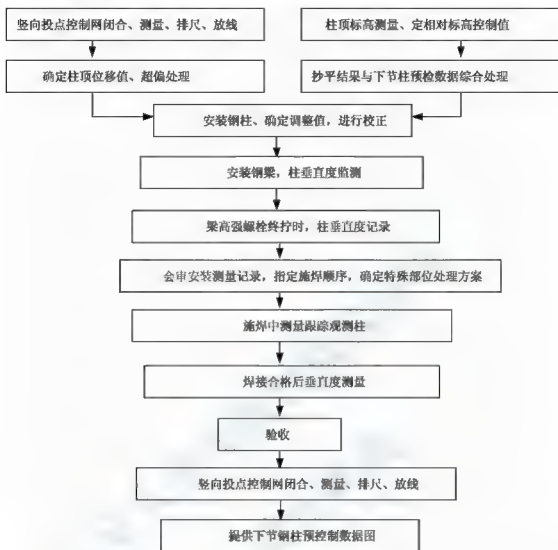 竖向投点控制网闭合、测量、排尺、放线
柱顶标高测量、定相对标高控制值
确定柱顶位移值、超偏处理
抄平结果与下节柱预检数据综合处理
安装钢柱、确定调整值，进行校正
安装钢梁，柱垂直度监测
梁高强螺栓终拧时，柱垂直度记录
会审安装测量记录，指定施焊顺序，确定特殊部位处理方案
施焊中测量跟踪观测柱
焊接合格后垂直度测量
验收
竖向投点控制网闭合、测量、排尺、放线
提供下节钢柱预控制数据图